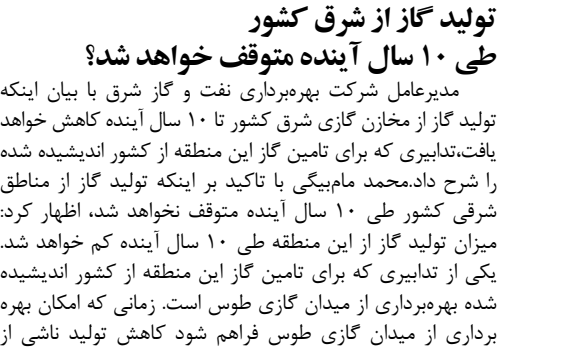 تولید گاز از شرق کشور
طی ۱۰ سال آینده متوقف خواهد شد؟
مدیرعامل شرکت بهره‌برداری نفت و گاز شرق با بیان اینکه
تولید گاز از مخازن گازی شرق کشور تا ۱۰ سال آینده کاهش خواهد
یافت،تدابیری که برای تامین گاز این منطقه از کشور اندیشیده شده
را شرح داد.محمد مام‌بیگی با تاکید بر اینکه تولید گاز از مناطق
شرقی کشور طی ۱۰ سال آینده متوقف نخواهد شد، اظهار کرد:
میزان تولید گاز از این منطقه طی ۱۰ سال آینده کم خواهد شد.
یکی از تدابیری که برای تامین گاز این منطقه از کشور اندیشیده
شده بهره‌برداری از میدان گازی طوس است. زمانی که امکان بهره
برداری از میدان گازی طوس فراهم شود کاهش تولید ناشی از